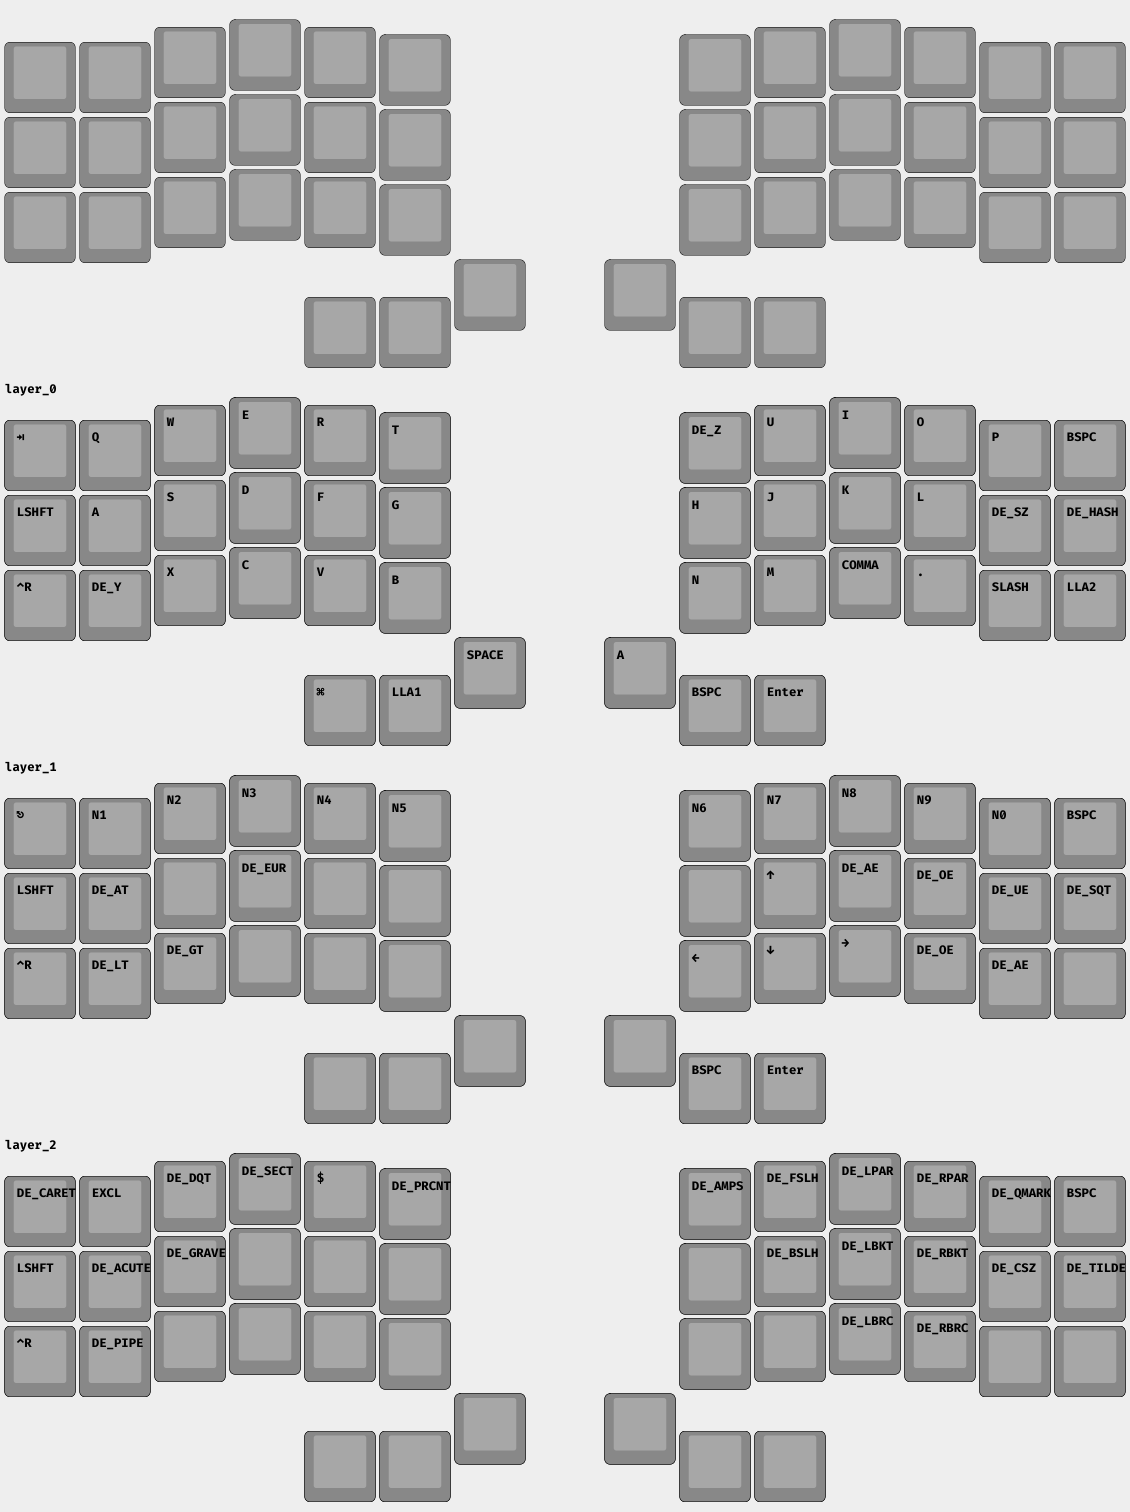 layer_0
⇥ Q W E R T DE_Z U I O P BSPC
LSHFT A S D F G H J K L DE_SZ DE_HASH
^R DE_Y X C V B N M COMMA . SLASH LLA2
⌘ LLA1 SPACE A BSPC Enter
layer_1
⎋ N1 N2 N3 N4 N5 N6 N7 N8 N9 N0 BSPC
LSHFT DE_AT DE_EUR ↑ DE_AE DE_OE DE_UE DE_SQT
^R DE_LT DE_GT ← ↓ → DE_OE DE_AE
BSPC Enter
layer_2
DE_CARET EXCL DE_DQT DE_SECT $ DE_PRCNT DE_AMPS DE_FSLH DE_LPAR DE_RPAR DE_QMARK BSPC
LSHFT DE_ACUTE DE_GRAVE DE_BSLH DE_LBKT DE_RBKT DE_CSZ DE_TILDE
^R DE_PIPE DE_LBRC DE_RBRC